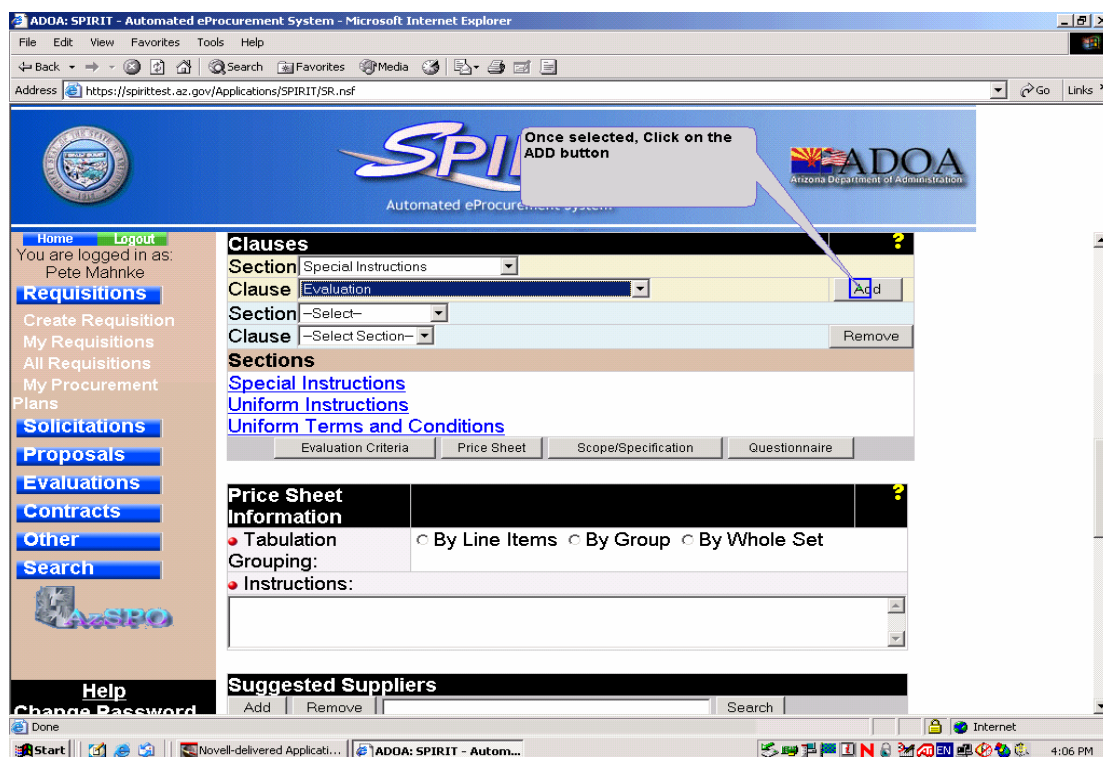 ADOA: SPIRIT - Automated eProcurement System - Microsoft Internet Explorer
File Edit View Favorites Tools Help
Back Search Favorites Media
Address https://spirittest.az.gov/Applications/SPIRIT/SR.nsf Go Links
SPI
Once selected, Click on the
ADD button
ADOA
Arizona Department of Administration
Automated eProcurement System
Home Logout
You are logged in as:
Pete Mahnke
Requisitions
Create Requisition
My Requisitions
All Requisitions
My Procurement
Plans
Solicitations
Proposals
Evaluations
Contracts
Other
Search
AzSPO
Help
Change Password
Clauses ?
Section Special Instructions
Clause Evaluation Add
Section –Select–
Clause –Select Section– Remove
Sections
Special Instructions
Uniform Instructions
Uniform Terms and Conditions
Evaluation Criteria Price Sheet Scope/Specification Questionnaire
Price Sheet ?
Information
Tabulation By Line Items By Group By Whole Set
Grouping:
Instructions:
Suggested Suppliers
Add Remove Search
Done Internet
Start Novell-delivered Applicati... ADOA: SPIRIT - Autom... EN 4:06 PM